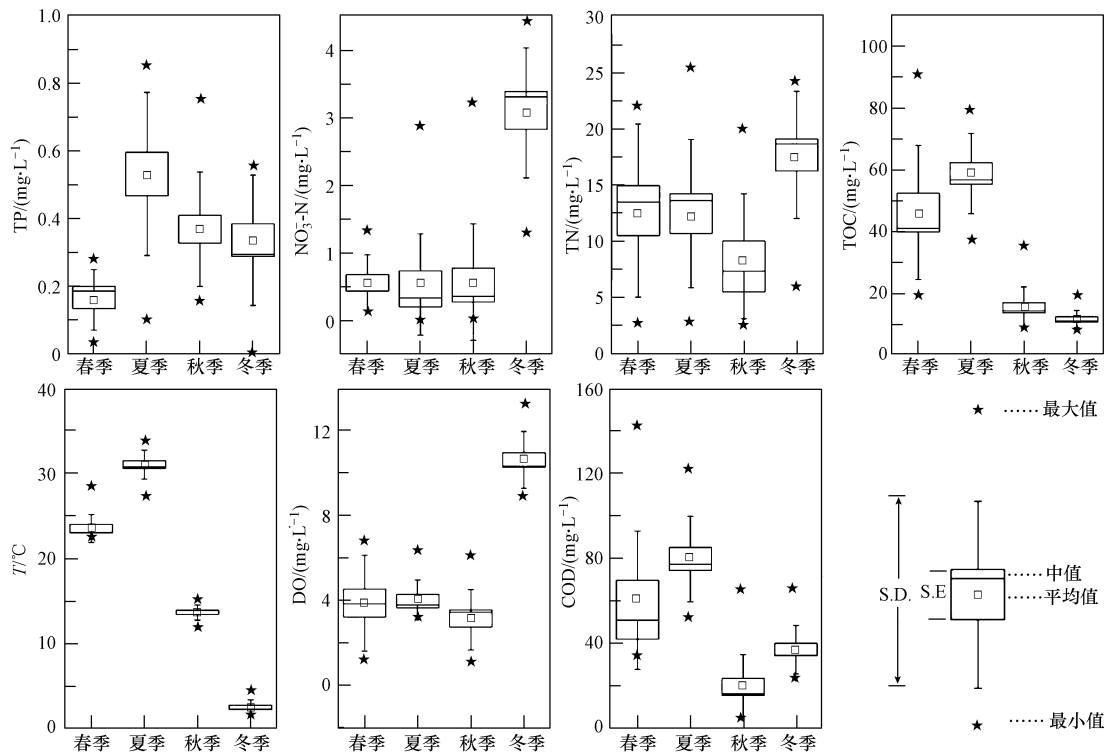 TP/(mg·L⁻¹)
1.0
0.8
0.6
0.4
0.2
0
春季 夏季 秋季 冬季
NO₃⁻-N/(mg·L⁻¹)
4
3
2
1
0
春季 夏季 秋季 冬季
TN/(mg·L⁻¹)
30
25
20
15
10
5
0
春季 夏季 秋季 冬季
TOC/(mg·L⁻¹)
100
80
60
40
20
0
春季 夏季 秋季 冬季
T/℃
40
30
20
10
0
春季 夏季 秋季 冬季
DO/(mg·L⁻¹)
12
8
4
0
春季 夏季 秋季 冬季
COD/(mg·L⁻¹)
160
120
80
40
0
春季 夏季 秋季 冬季
★ ······最大值
S.D.
S.E
······中值
······平均值
★ ······最小值